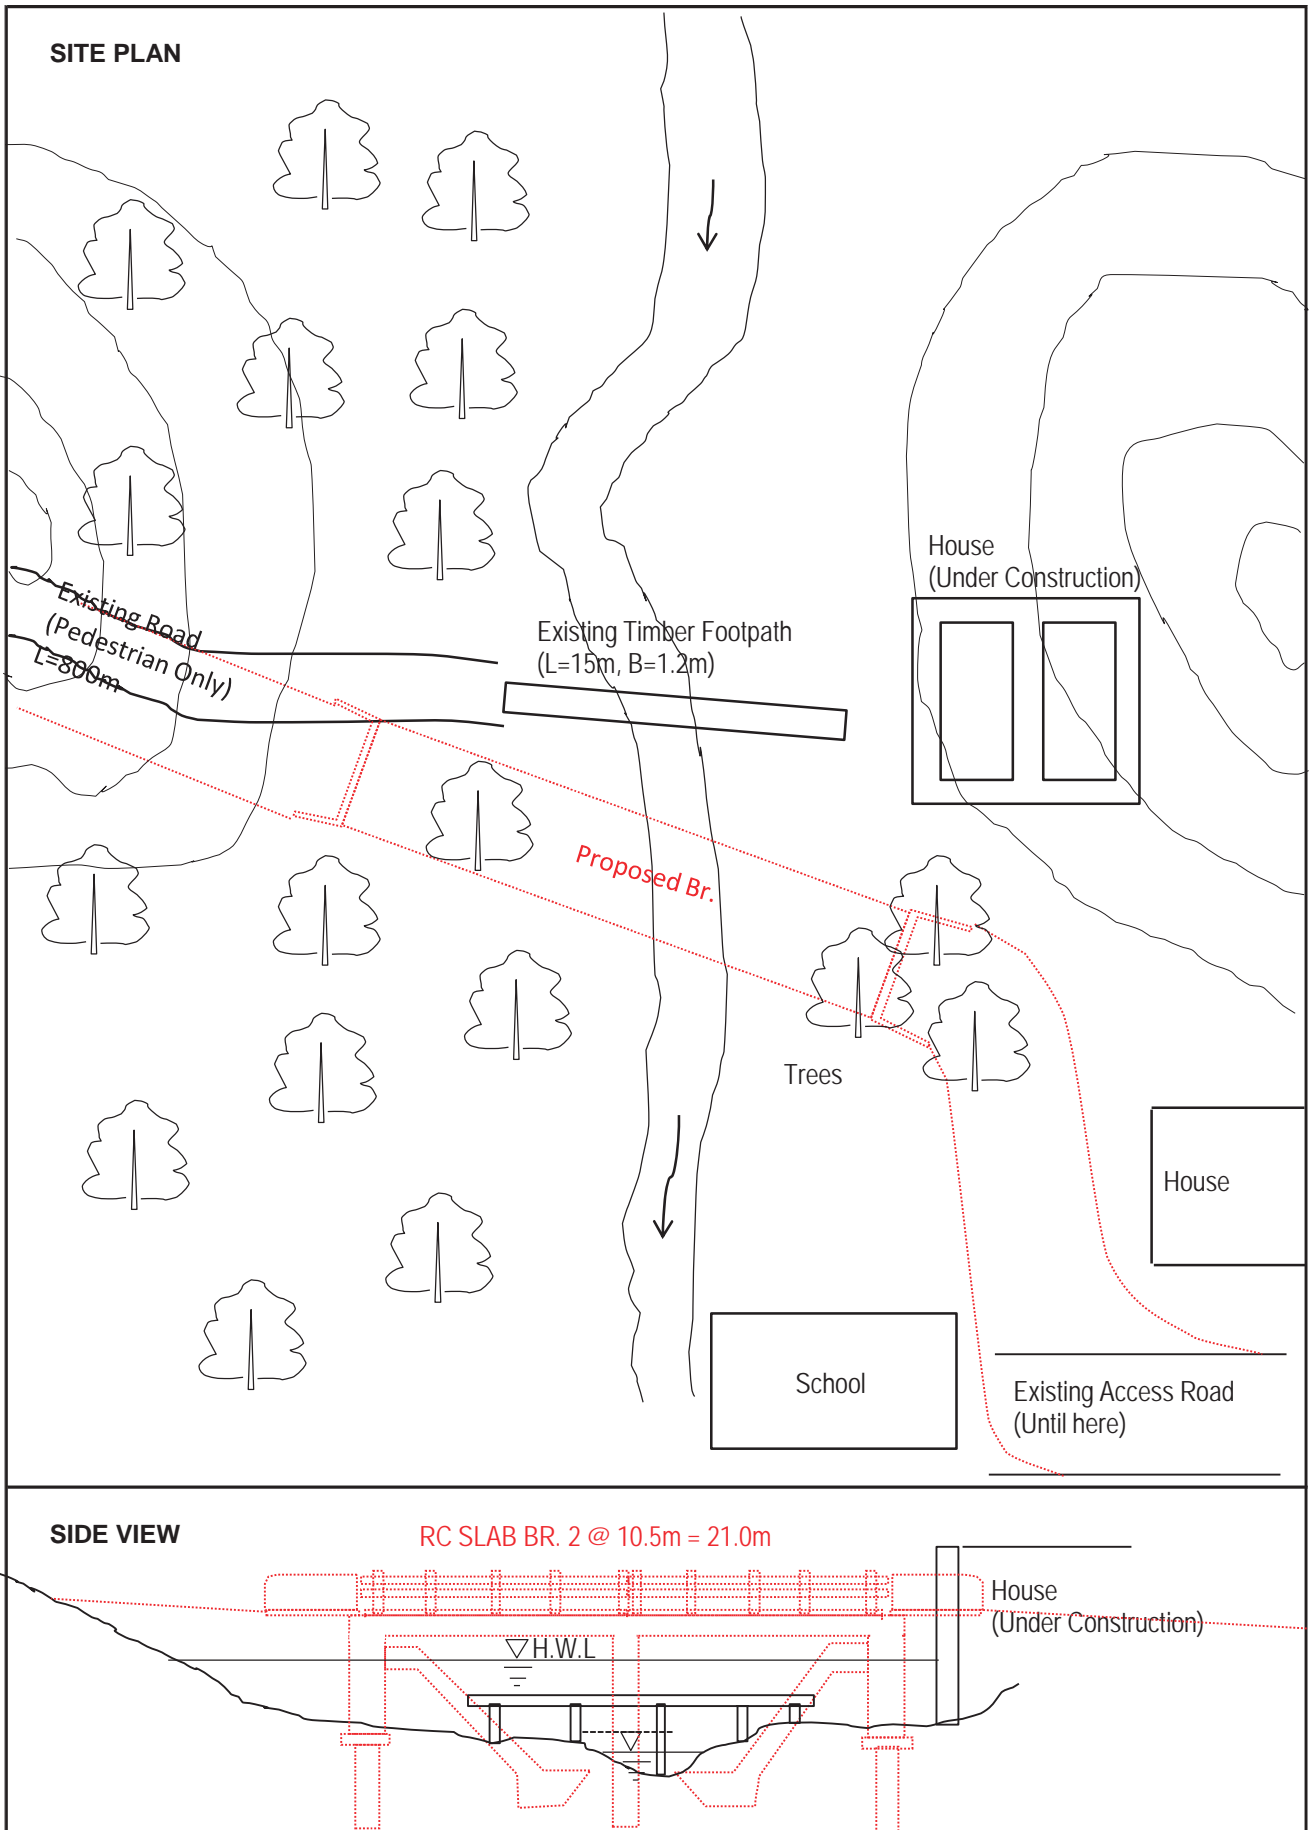 SITE PLAN
House
(Under Construction)
Existing Road
(Pedestrian Only)
L=800m
Existing Timber Footpath
(L=15m, B=1.2m)
Proposed Br.
Trees
House
School
Existing Access Road
(Until here)
SIDE VIEW
RC SLAB BR. 2 @ 10.5m = 21.0m
House
(Under Construction)
H.W.L